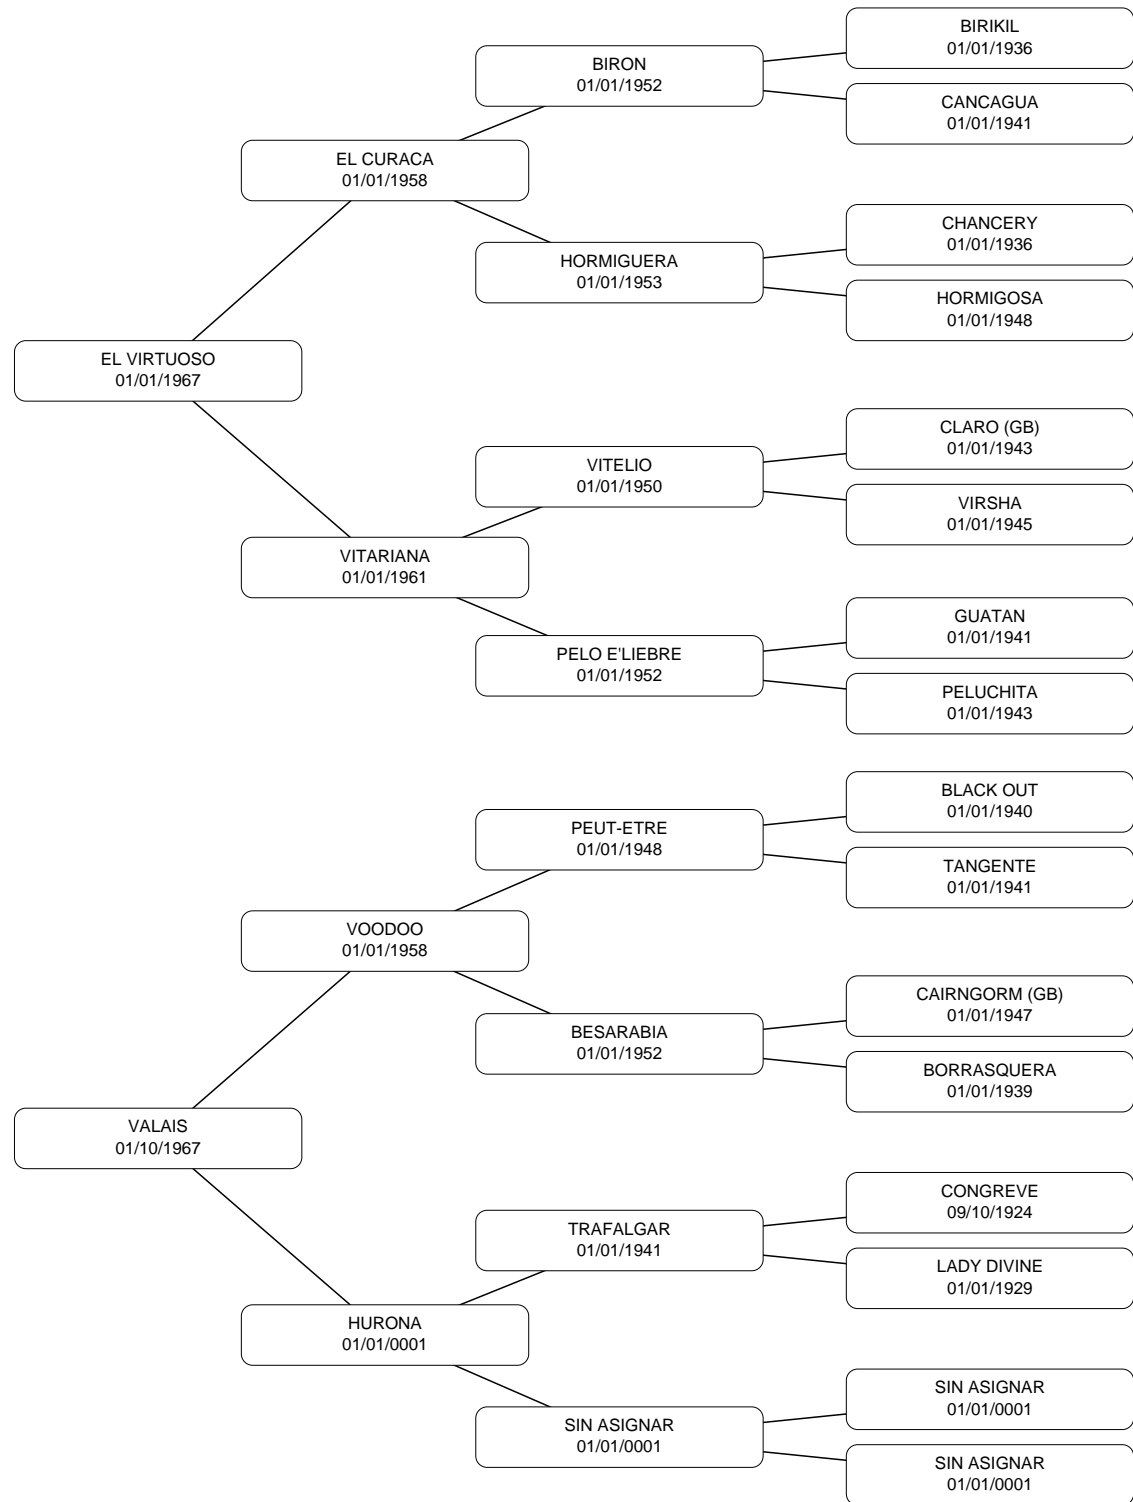 BIRIKIL
01/01/1936
BIRON
01/01/1952
CANCAGUA
01/01/1941
EL CURACA
01/01/1958
CHANCERY
01/01/1936
HORMIGUERA
01/01/1953
HORMIGOSA
01/01/1948
EL VIRTUOSO
01/01/1967
CLARO (GB)
01/01/1943
VITELIO
01/01/1950
VIRSHA
01/01/1945
VITARIANA
01/01/1961
GUATAN
01/01/1941
PELO E'LIEBRE
01/01/1952
PELUCHITA
01/01/1943
BLACK OUT
01/01/1940
PEUT-ETRE
01/01/1948
TANGENTE
01/01/1941
VOODOO
01/01/1958
CAIRNGORM (GB)
01/01/1947
BESARABIA
01/01/1952
BORRASQUERA
01/01/1939
VALAIS
01/10/1967
CONGREVE
09/10/1924
TRAFALGAR
01/01/1941
LADY DIVINE
01/01/1929
HURONA
01/01/0001
SIN ASIGNAR
01/01/0001
SIN ASIGNAR
01/01/0001
SIN ASIGNAR
01/01/0001